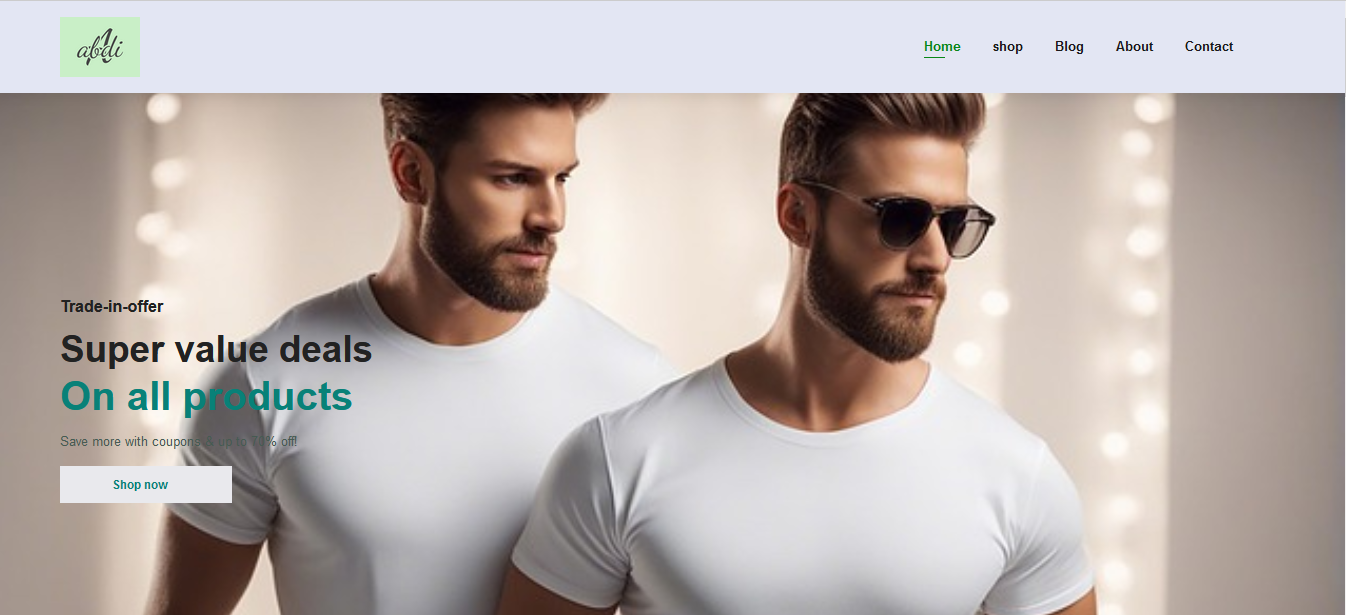 abdi
Home shop Blog About Contact
Trade-in-offer
Super value deals
On all products
Save more with coupons & up to 70% off!
Shop now